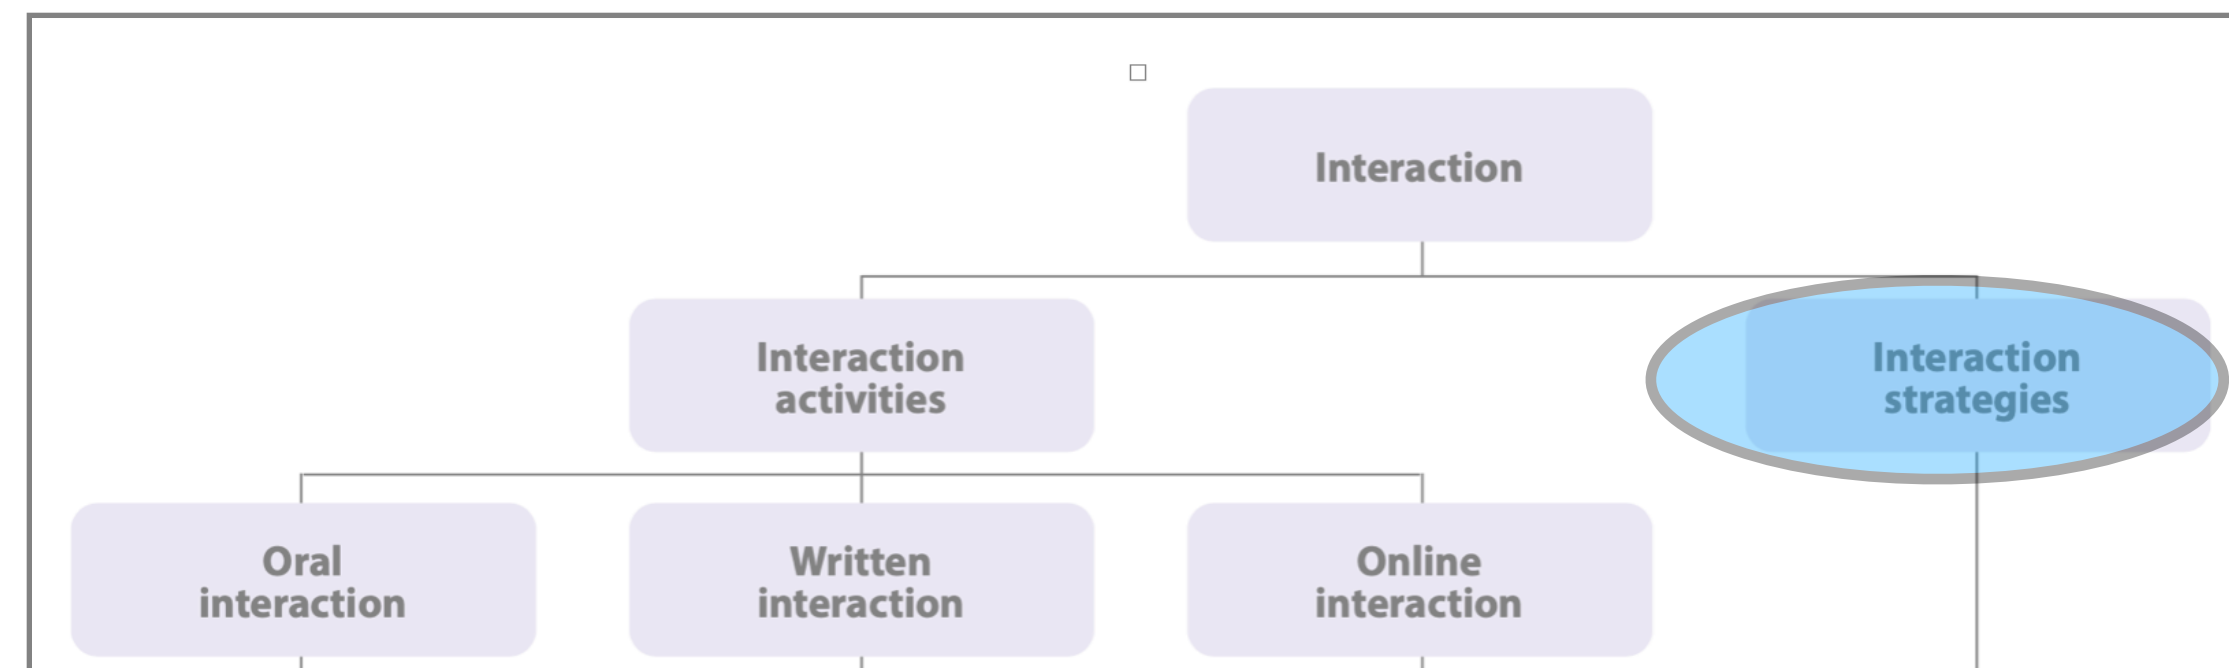 Interaction
Interaction
activities
Interaction
strategies
Oral
interaction
Written
interaction
Online
interaction